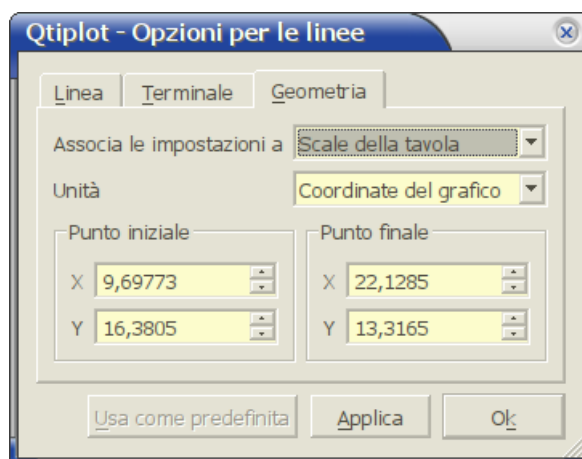 Qtiplot - Opzioni per le linee
Linea Terminale Geometria
Associa le impostazioni a Scale della tavola
Unità Coordinate del grafico
Punto iniziale Punto finale
X 9,69773 X 22,1285
Y 16,3805 Y 13,3165
Usa come predefinita Applica Ok